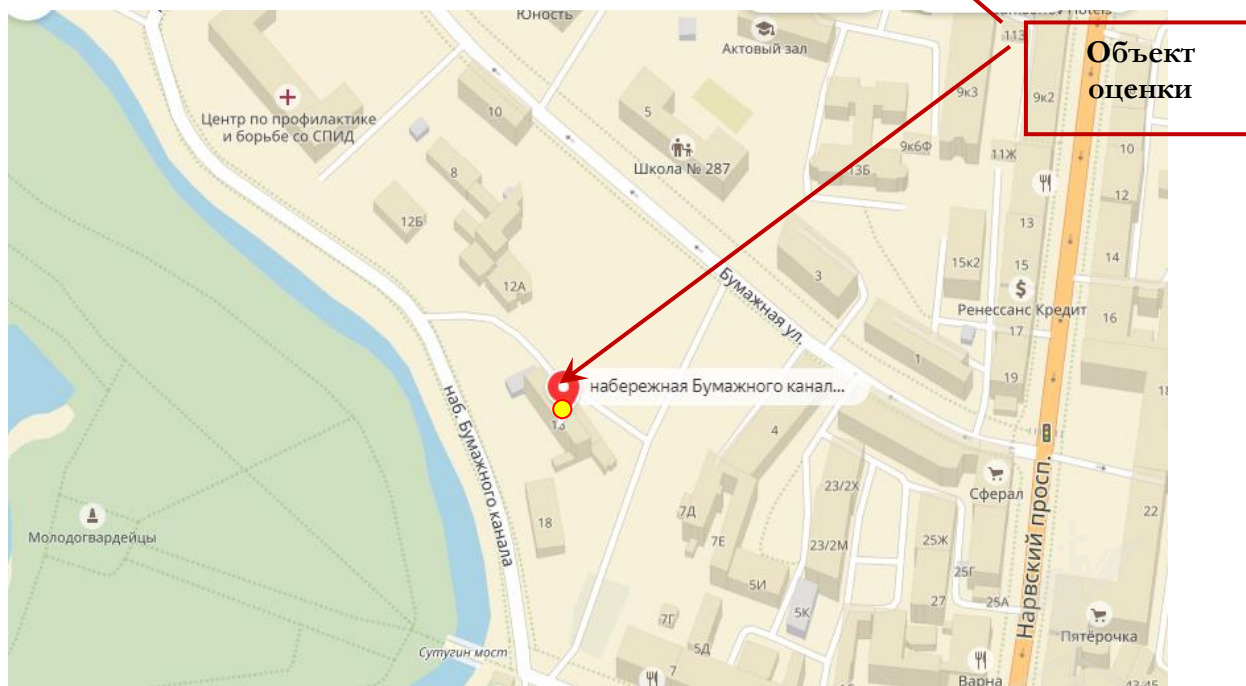 Объект
оценки
Юность
Актовый зал
113
9к3
9к2
10
Центр по профилактике
и борьбе со СПИД
10
5
Школа № 287
9к6Ф
13Б
11Ж
12
8
12Б
13
12А
15к2
15
14
3
Бумажная ул.
Ренессанс Кредит
17
16
1
19
набережная Бумажного канал...
4
наб. Бумажного канала
Сферал
Нарвский просп.
23/2Х
22
18
7Д
7Е
23/2М
25Ж
25Г
Молодогвардейцы
5И
5К
27
25А
7Г
5Д
7
Пятёрочка
Сутугин мост
Варна
43-45